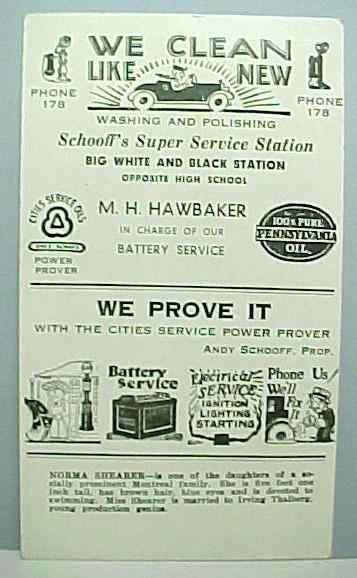 WE CLEAN
LIKE NEW
PHONE
178
PHONE
178
WASHING AND POLISHING
Schooff's Super Service Station
BIG WHITE AND BLACK STATION
OPPOSITE HIGH SCHOOL
CITIES SERVICE OILS
POWER
PROVER
M. H. HAWBAKER
IN CHARGE OF OUR
BATTERY SERVICE
100% PURE
PENNSYLVANIA
OIL
WE PROVE IT
WITH THE CITIES SERVICE POWER PROVER
ANDY SCHOOFF, PROP.
Battery
Service
Electrical
SERVICE
IGNITION
LIGHTING
STARTING
Phone Us
We'll
Fix
It
NORMA SHEARER—is one of the daughters of a so-
cially prominent Montreal family. She is five feet one
inch tall, has brown hair, blue eyes and is devoted to
swimming. Miss Shearer is married to Irving Thalberg,
young production genius.